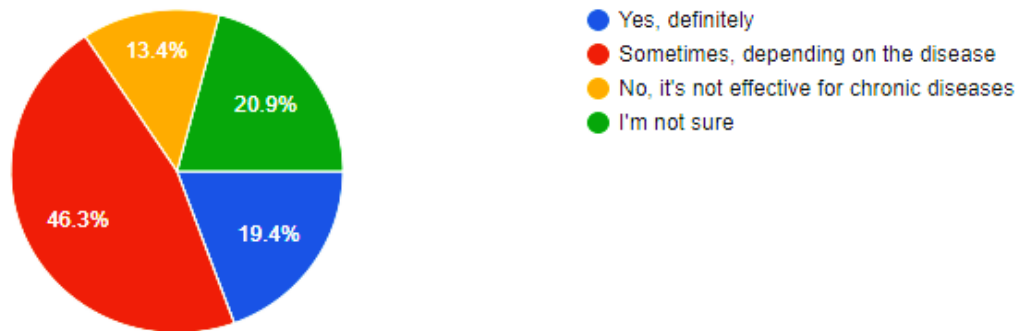 13.4%
20.9%
46.3%
19.4%
Yes, definitely
Sometimes, depending on the disease
No, it's not effective for chronic diseases
I'm not sure